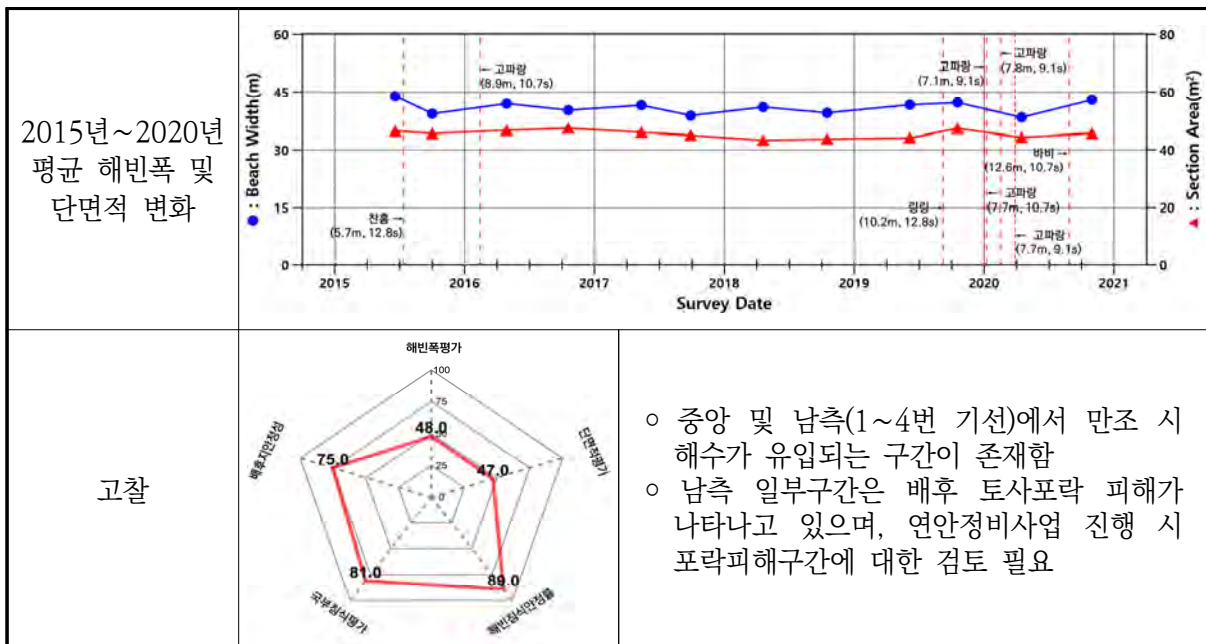 2015년~2020년
평균 해빈폭 및
단면적 변화
● : Beach Width(m)
60
45
30
15
0
80
60
40
20
0
▲ : Section Area(m²)
←고파랑
(8.9m, 10.7s)
고파랑→
(7.1m, 9.1s)
←고파랑
(7.8m, 9.1s)
바비→
(12.6m, 10.7s)
찬홈→
(5.7m, 12.8s)
링링→
(10.2m, 12.8s)
←고파랑
(7.7m, 10.7s)
←고파랑
(7.7m, 9.1s)
2015 2016 2017 2018 2019 2020 2021
Survey Date
고찰
해빈폭평가
단면적평가
해빈침식안정률
국부침식평가
배후지안정성
100
75
25
0
48.0
47.0
89.0
81.0
75.0
○ 중앙 및 남측(1~4번 기선)에서 만조 시
해수가 유입되는 구간이 존재함
○ 남측 일부구간은 배후 토사포락 피해가
나타나고 있으며, 연안정비사업 진행 시
포락피해구간에 대한 검토 필요